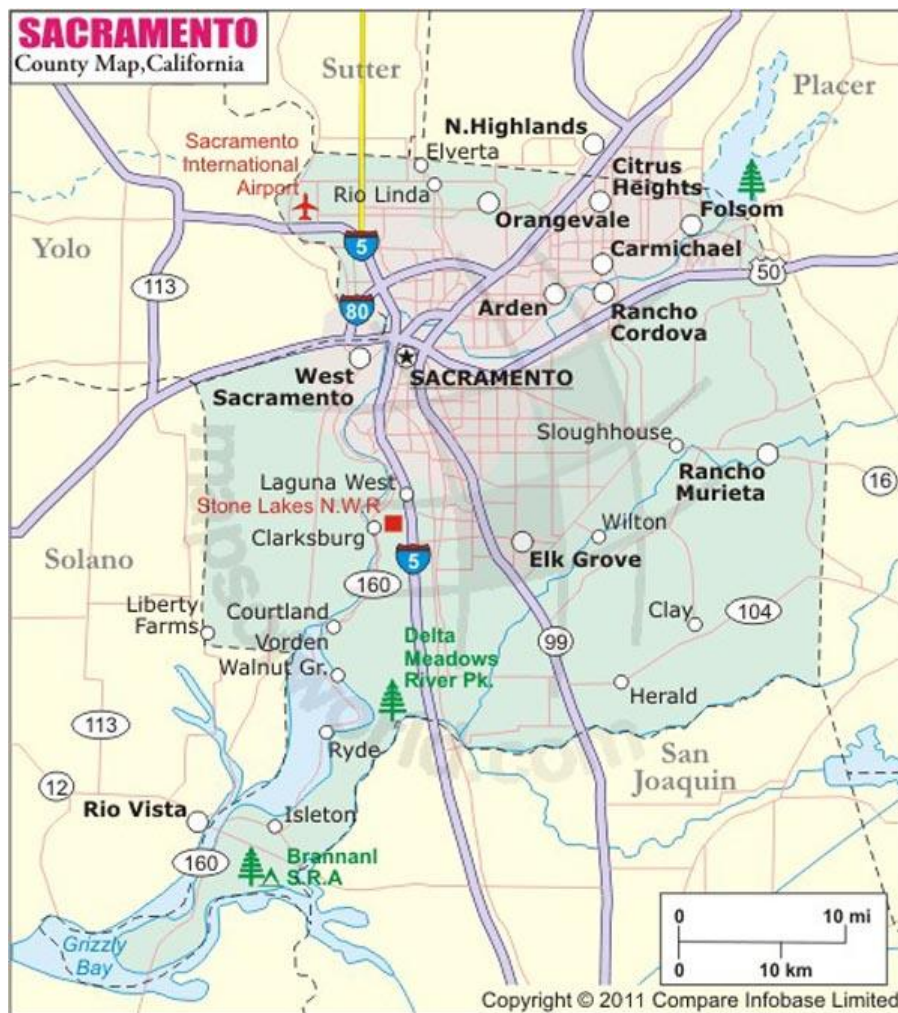 SACRAMENTO
County Map,California
Sutter
Placer
N.Highlands
Elverta
Sacramento
International
Airport
Citrus
Heights
Rio Linda
Orangevale
Folsom
Yolo
5
Carmichael
50
113
80
Arden
Rancho
Cordova
West
Sacramento
SACRAMENTO
Sloughhouse
Rancho
Murieta
16
Laguna West
Stone Lakes N.W.R
Clarksburg
Wilton
Elk Grove
5
Solano
160
Liberty
Farms
Courtland
Clay
104
Vorden
Delta
Meadows
River Pk.
99
Walnut Gr.
Herald
113
Ryde
San
Joaquin
12
Rio Vista
Isleton
160
Brannanl
S.R.A
Grizzly
Bay
0
10 mi
0
10 km
mapsofworld.com
Copyright © 2011 Compare Infobase Limited